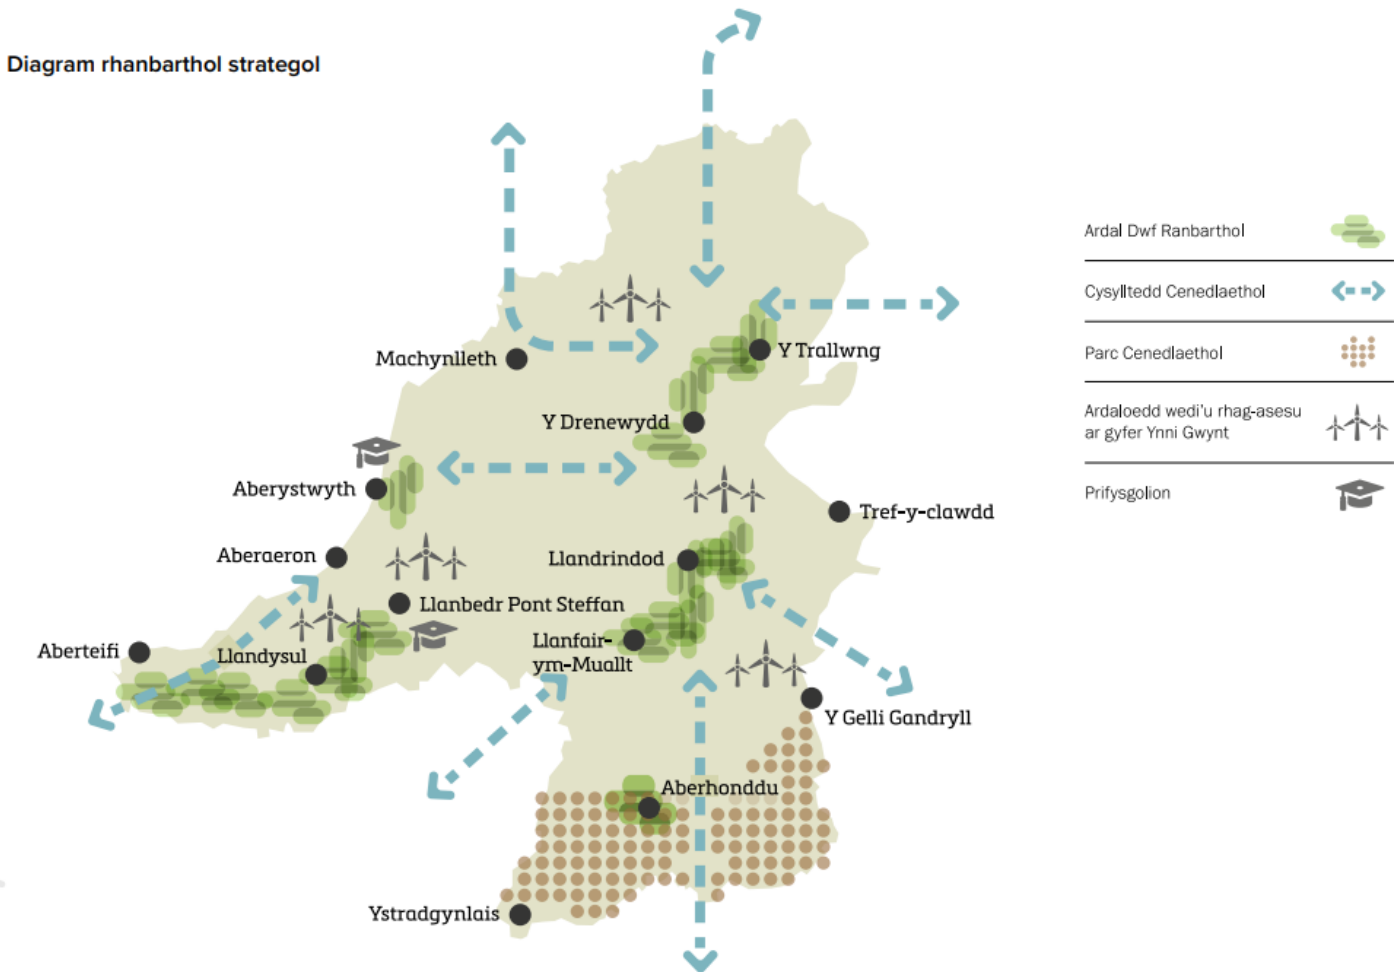 Diagram rhanbarthol strategol
Machynlleth
Y Trallwng
Y Drenewydd
Aberystwyth
Tref-y-clawdd
Aberaeron
Llandrindod
Llanbedr Pont Steffan
Aberteifi
Llandysul
Llanfair-
ym-Muallt
Y Gelli Gandryll
Aberhonddu
Ystradgynlais
Ardal Dwf Ranbarthol
Cysylltedd Cenedlaethol
Parc Cenedlaethol
Ardaloedd wedi'u rhag-asesu
ar gyfer Ynni Gwynt
Prifysgolion